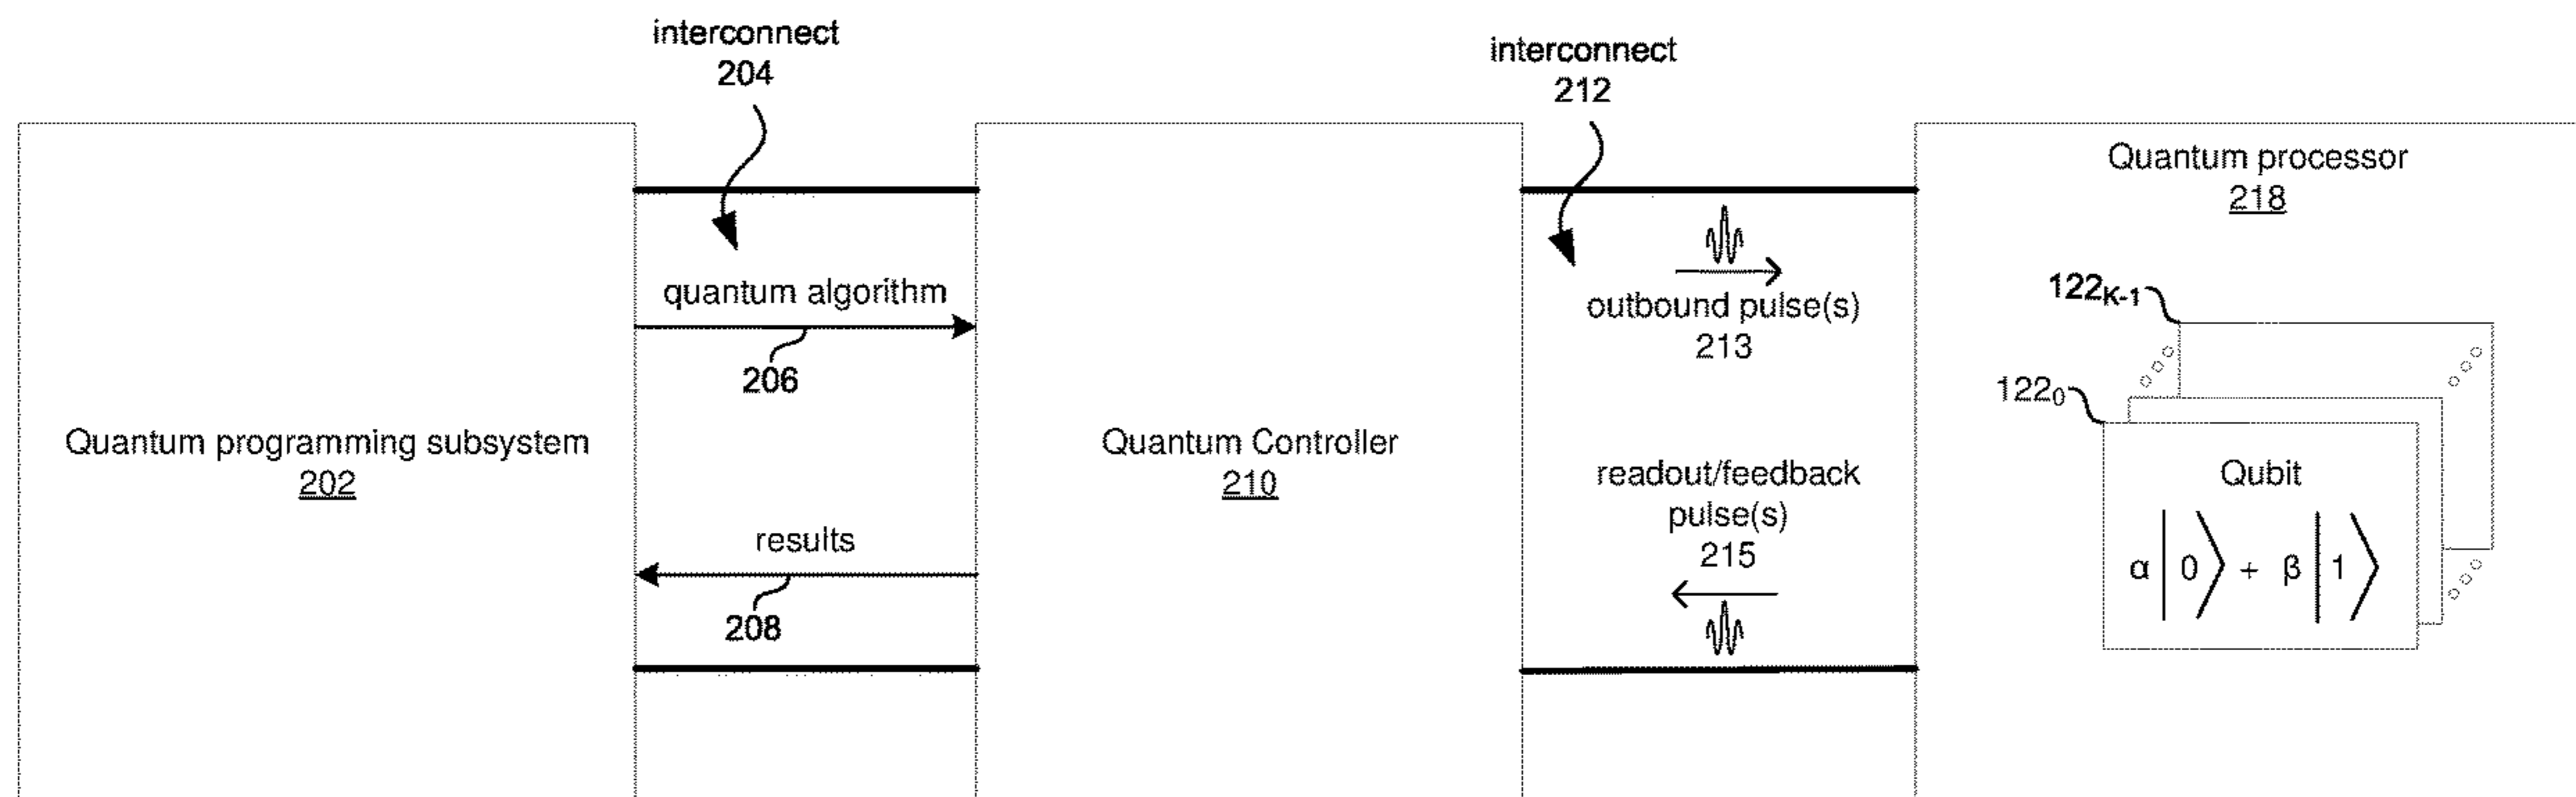 interconnect
204
interconnect
212
Quantum processor
218
quantum algorithm
206
outbound pulse(s)
213
122K-1
1220
Quantum programming subsystem
202
Quantum Controller
210
readout/feedback
pulse(s)
215
results
208
Qubit
α|0⟩ + β|1⟩